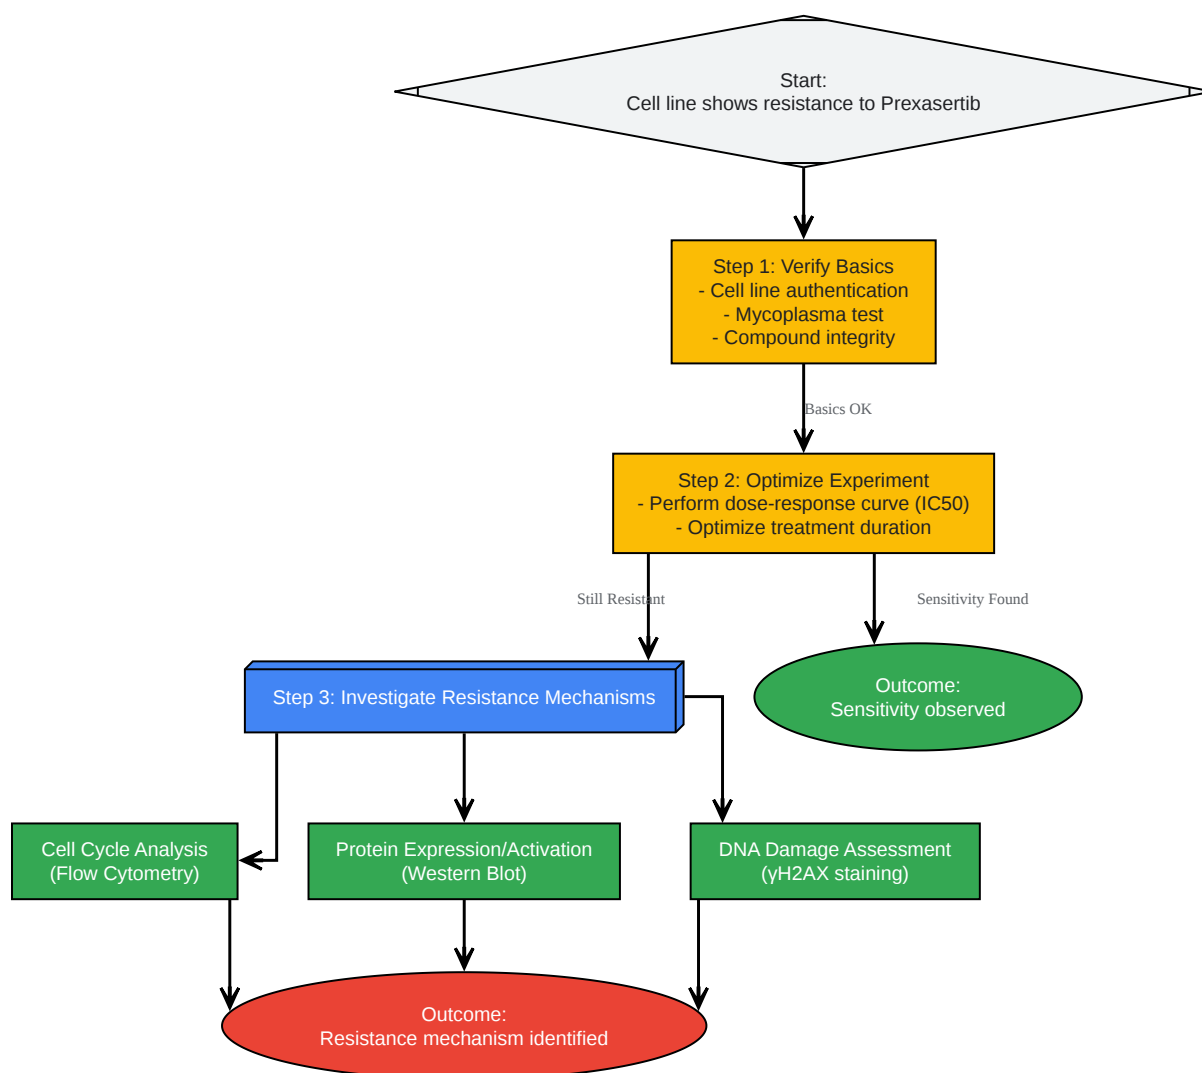 Start:
Cell line shows resistance to Prexasertib
Step 1: Verify Basics
- Cell line authentication
- Mycoplasma test
- Compound integrity
Basics OK
Step 2: Optimize Experiment
- Perform dose-response curve (IC50)
- Optimize treatment duration
Still Resistant
Sensitivity Found
Step 3: Investigate Resistance Mechanisms
Outcome:
Sensitivity observed
Cell Cycle Analysis
(Flow Cytometry)
Protein Expression/Activation
(Western Blot)
DNA Damage Assessment
(γH2AX staining)
Outcome:
Resistance mechanism identified